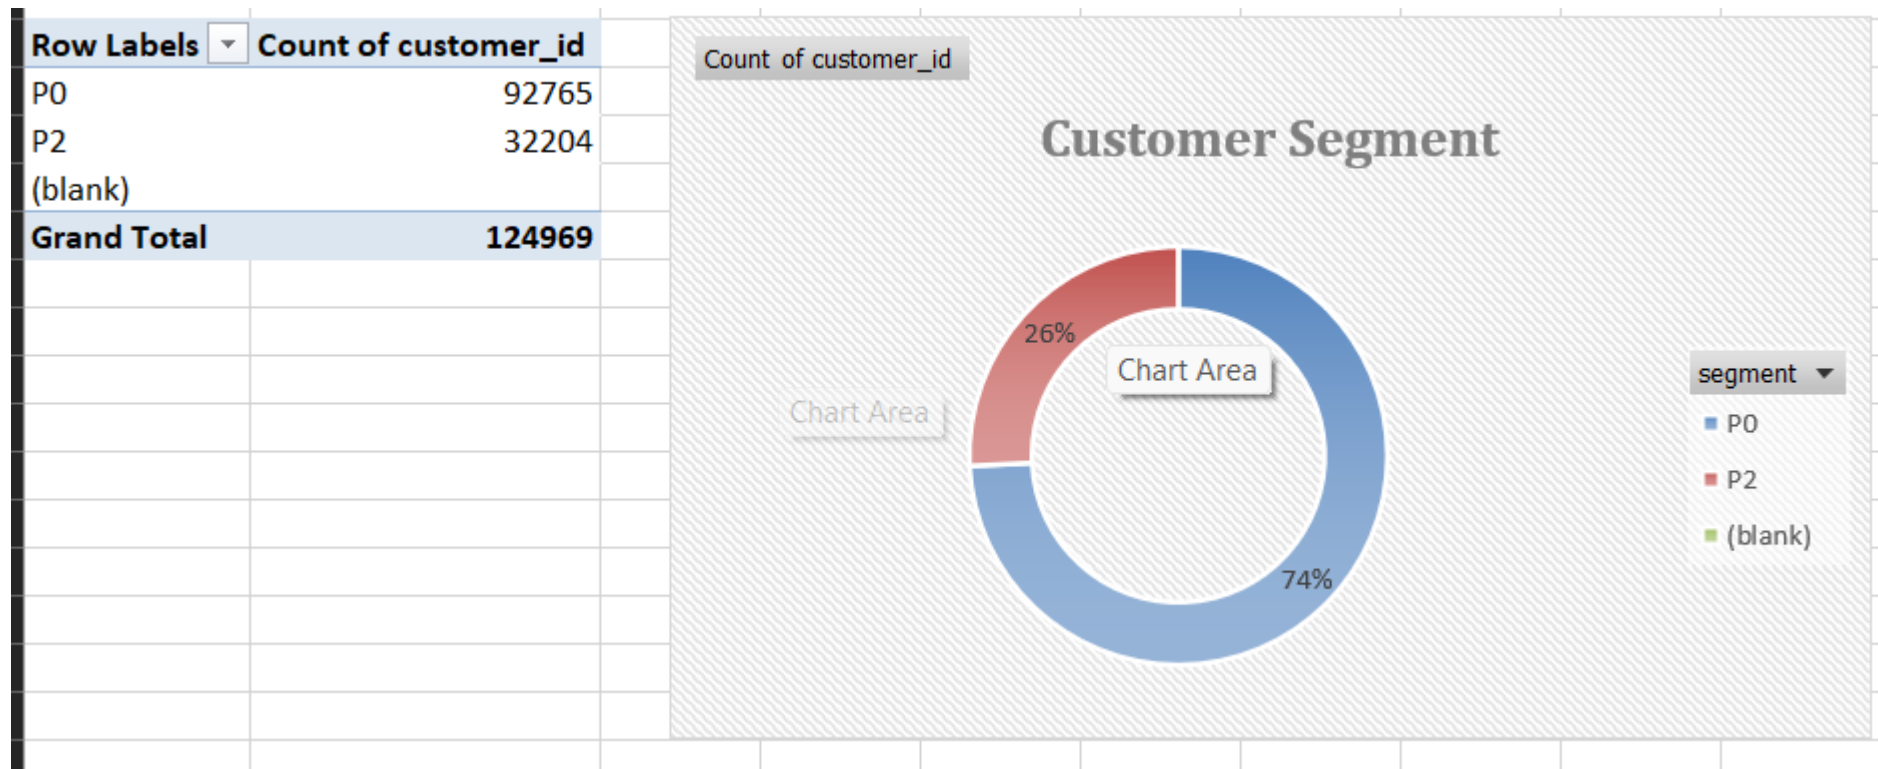 Row Labels Count of customer_id
P0 92765
P2 32204
(blank)
Grand Total 124969
Count of customer_id
Customer Segment
26%
Chart Area
Chart Area
74%
segment
P0
P2
(blank)